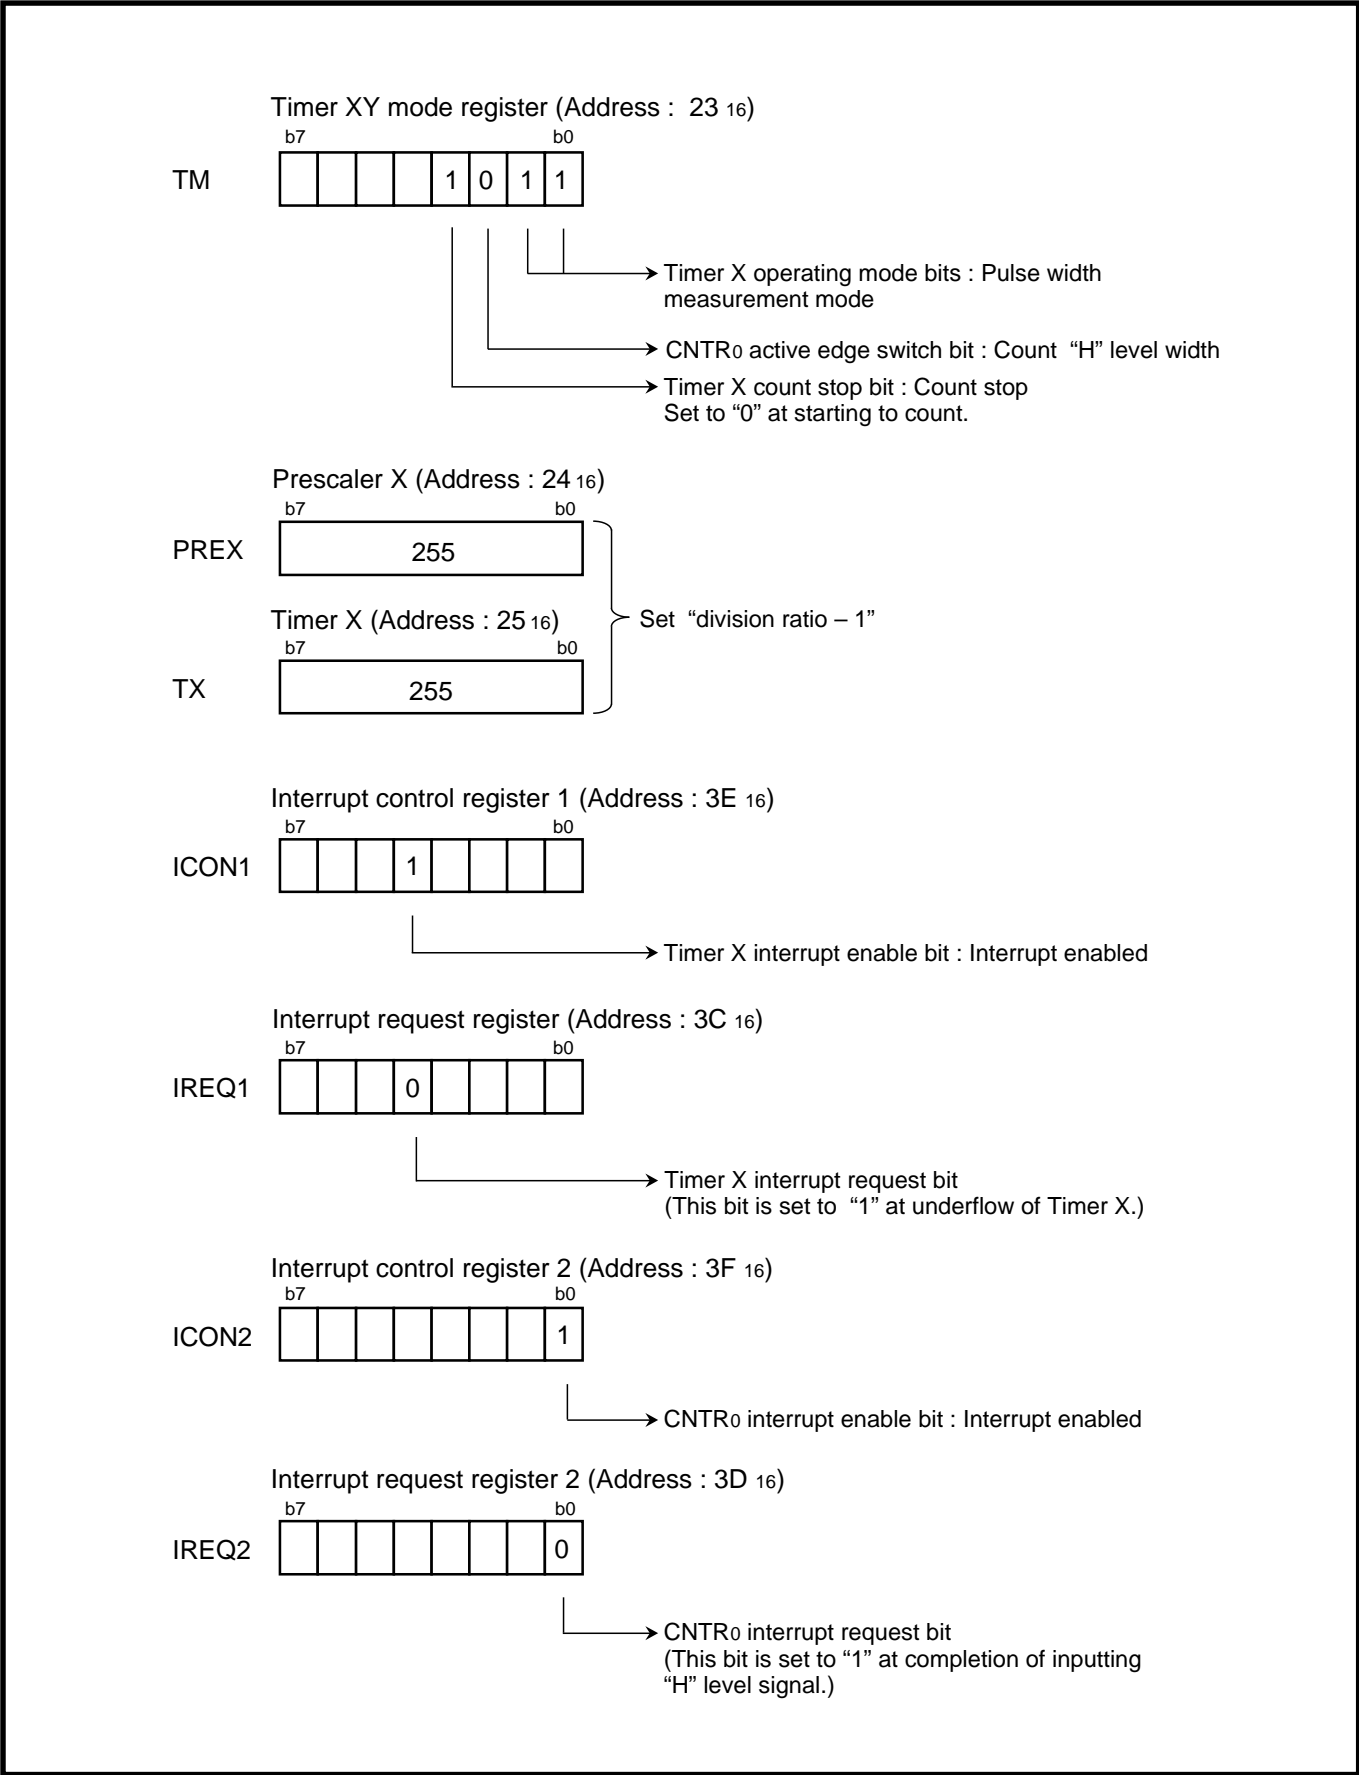 Timer XY mode register (Address : 23 16)
b7 b0
TM 1 0 1 1
Timer X operating mode bits : Pulse width
measurement mode
CNTR0 active edge switch bit : Count “H” level width
Timer X count stop bit : Count stop
Set to “0” at starting to count.
Prescaler X (Address : 24 16)
b7 b0
PREX 255
Timer X (Address : 25 16)
Set “division ratio – 1”
b7 b0
TX 255
Interrupt control register 1 (Address : 3E 16)
b7 b0
ICON1 1
Timer X interrupt enable bit : Interrupt enabled
Interrupt request register (Address : 3C 16)
b7 b0
IREQ1 0
Timer X interrupt request bit
(This bit is set to “1” at underflow of Timer X.)
Interrupt control register 2 (Address : 3F 16)
b7 b0
ICON2 1
CNTR0 interrupt enable bit : Interrupt enabled
Interrupt request register 2 (Address : 3D 16)
b7 b0
IREQ2 0
CNTR0 interrupt request bit
(This bit is set to “1” at completion of inputting
“H” level signal.)